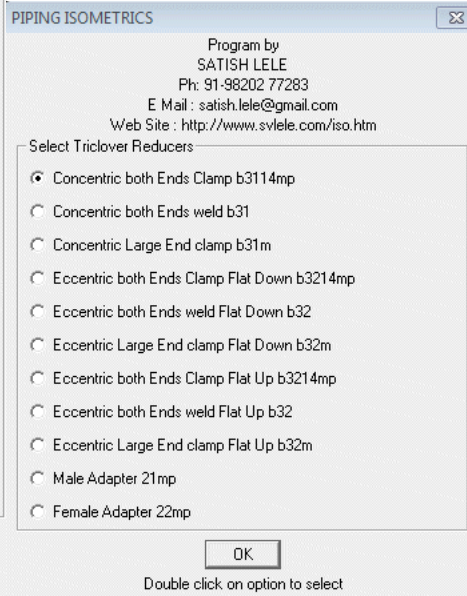 PIPING ISOMETRICS
Program by
SATISH LELE
Ph: 91-98202 77283
E Mail : satish.lele@gmail.com
Web Site : http://www.svlele.com/iso.htm
Select Triclover Reducers
Concentric both Ends Clamp b3114mp
Concentric both Ends weld b31
Concentric Large End clamp b31m
Eccentric both Ends Clamp Flat Down b3214mp
Eccentric both Ends weld Flat Down b32
Eccentric Large End clamp Flat Down b32m
Eccentric both Ends Clamp Flat Up b3214mp
Eccentric both Ends weld Flat Up b32
Eccentric Large End clamp Flat Up b32m
Male Adapter 21mp
Female Adapter 22mp
OK
Double click on option to select